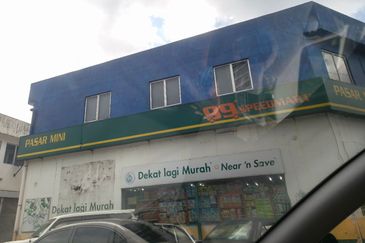 PASAR MINI
99 SPEEDMART
PASAR MINI
Dekat lagi Murah Near 'n Save
Dekat lagi Murah